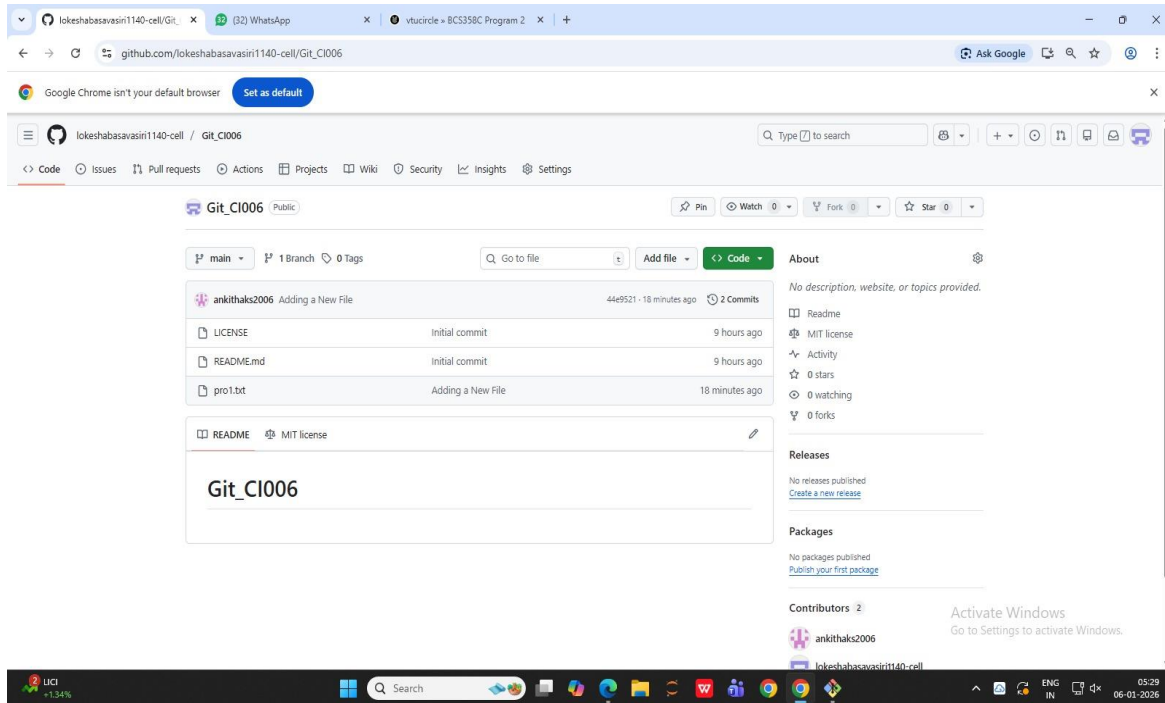 lokeshabasavasiri1140-cell/Git_
(32) WhatsApp
vtucircle » BCS358C Program 2
github.com/lokeshabasavasiri1140-cell/Git_CI006
Ask Google
Google Chrome isn't your default browser
Set as default
lokeshabasavasiri1140-cell / Git_CI006
Type / to search
Code Issues Pull requests Actions Projects Wiki Security Insights Settings
Git_CI006 Public
Pin Watch 0 Fork 0 Star 0
main 1 Branch 0 Tags
Go to file t Add file Code
ankithaks2006 Adding a New File 44e9521 · 18 minutes ago 2 Commits
LICENSE Initial commit 9 hours ago
README.md Initial commit 9 hours ago
pro1.txt Adding a New File 18 minutes ago
README MIT license
Git_CI006
About
No description, website, or topics provided.
Readme
MIT license
Activity
0 stars
0 watching
0 forks
Releases
No releases published
Create a new release
Packages
No packages published
Publish your first package
Contributors 2
ankithaks2006
lokeshabasavasiri1140-cell
Activate Windows
Go to Settings to activate Windows.
2 LICI
+1.34%
Search
ENG
IN
05:29
06-01-2026